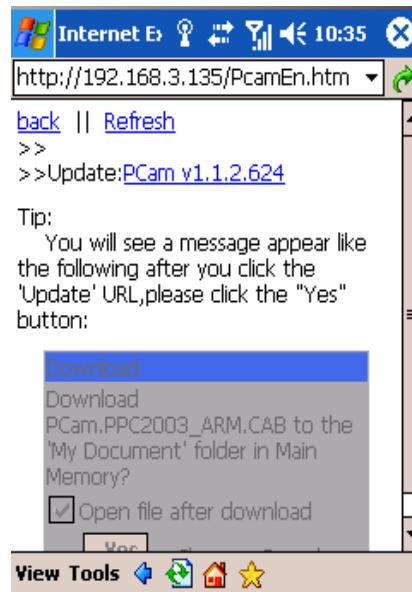 Internet E 10:35
http://192.168.3.135/PcamEn.htm
back || Refresh
>>
>>Update:PCam v1.1.2.624
Tip:
You will see a message appear like
the following after you click the
'Update' URL,please click the "Yes"
button:
Download
Download
PCam.PPC2003_ARM.CAB to the
'My Document' folder in Main
Memory?
Open file after download
Yes
View Tools